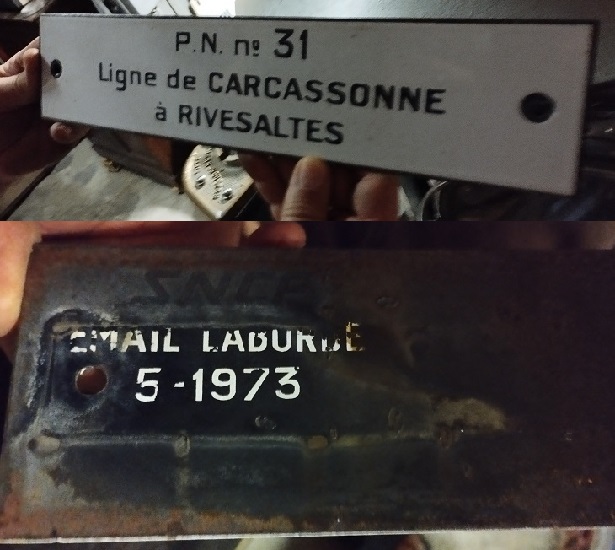 P.N. nº 31
Ligne de CARCASSONNE
à RIVESALTES
SNCF
EMAIL LABORDE
5-1973